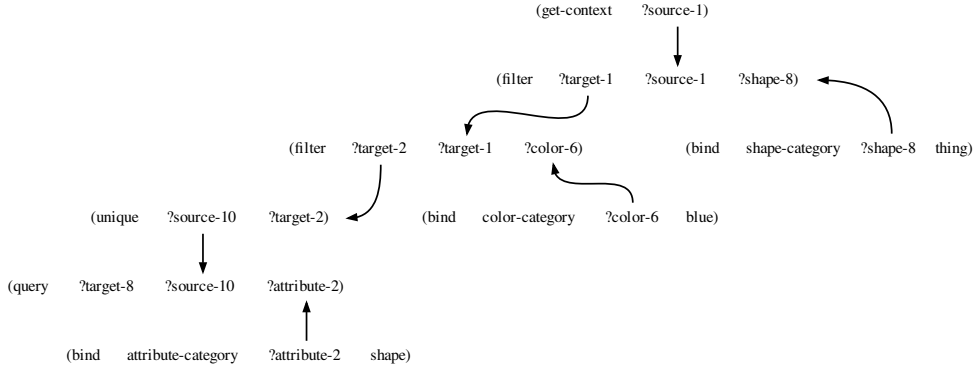 (get-context ?source-1)
(filter ?target-1 ?source-1 ?shape-8)
(filter ?target-2 ?target-1 ?color-6) (bind shape-category ?shape-8 thing)
(unique ?source-10 ?target-2) (bind color-category ?color-6 blue)
(query ?target-8 ?source-10 ?attribute-2)
(bind attribute-category ?attribute-2 shape)